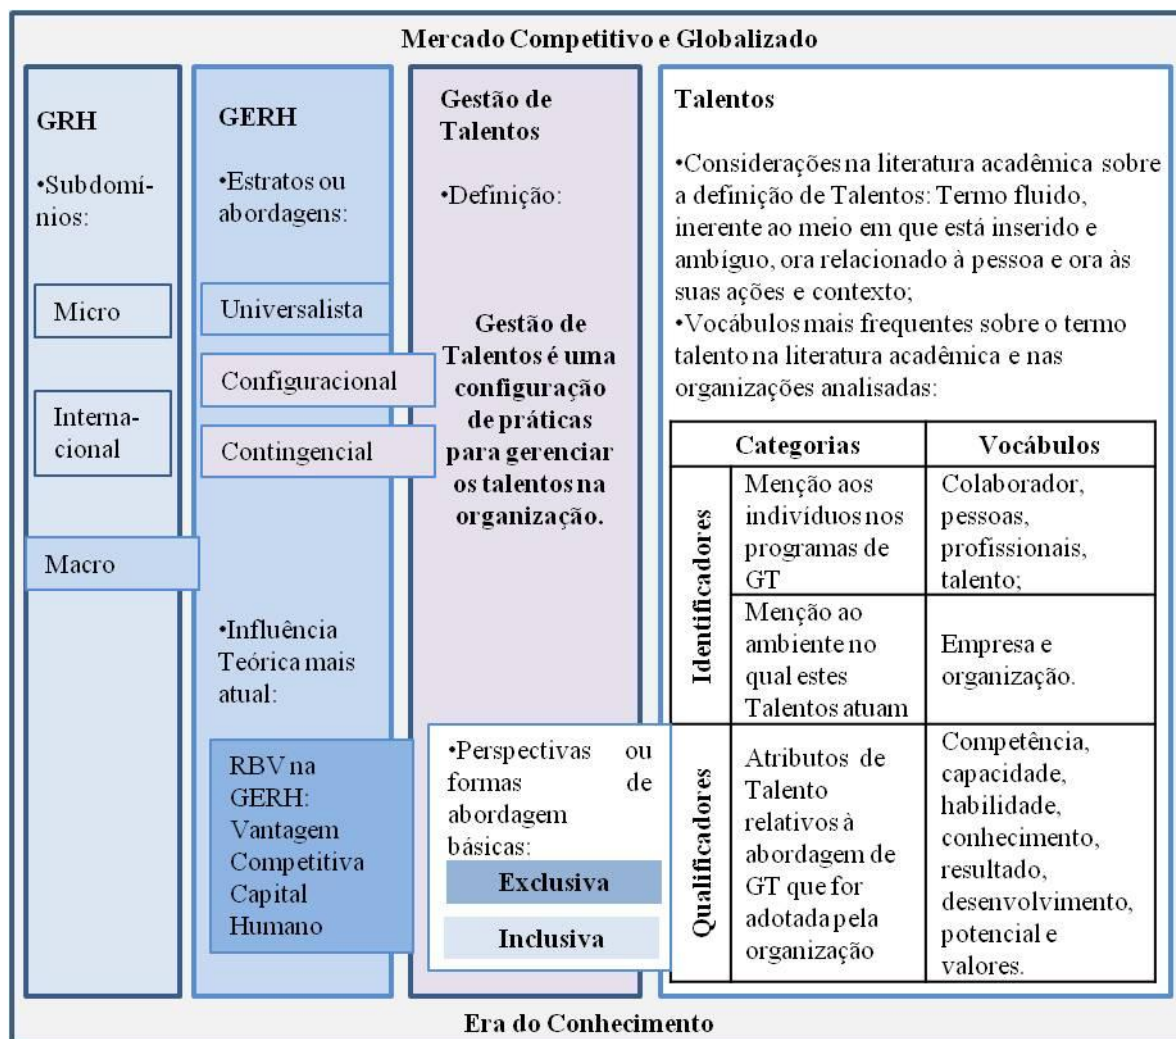 Mercado Competitivo e Globalizado
GRH
•Subdomí-
nios:
Micro
Interna-
cional
Macro
GERH
•Estratos ou
abordagens:
Universalista
Configuracional
Contingencial
•Influência
Teórica mais
atual:
RBV na
GERH:
Vantagem
Competitiva
Capital
Humano
Gestão de
Talentos
•Definição:
Gestão de
Talentos é uma
configuração
de práticas
para gerenciar
os talentos na
organização.
•Perspectivas ou
formas de
abordagem
básicas:
Exclusiva
Inclusiva
Talentos
•Considerações na literatura acadêmica sobre
a definição de Talentos: Termo fluido,
inerente ao meio em que está inserido e
ambíguo, ora relacionado à pessoa e ora às
suas ações e contexto;
•Vocábulos mais frequentes sobre o termo
talento na literatura acadêmica e nas
organizações analisadas:
Categorias
Vocábulos
Identificadores
Menção aos
indivíduos nos
programas de
GT
Colaborador,
pessoas,
profissionais,
talento;
Menção ao
ambiente no
qual estes
Talentos atuam
Empresa e
organização.
Qualificadores
Atributos de
Talento
relativos à
abordagem de
GT que for
adotada pela
organização
Competência,
capacidade,
habilidade,
conhecimento,
resultado,
desenvolvimento,
potencial e
valores.
Era do Conhecimento